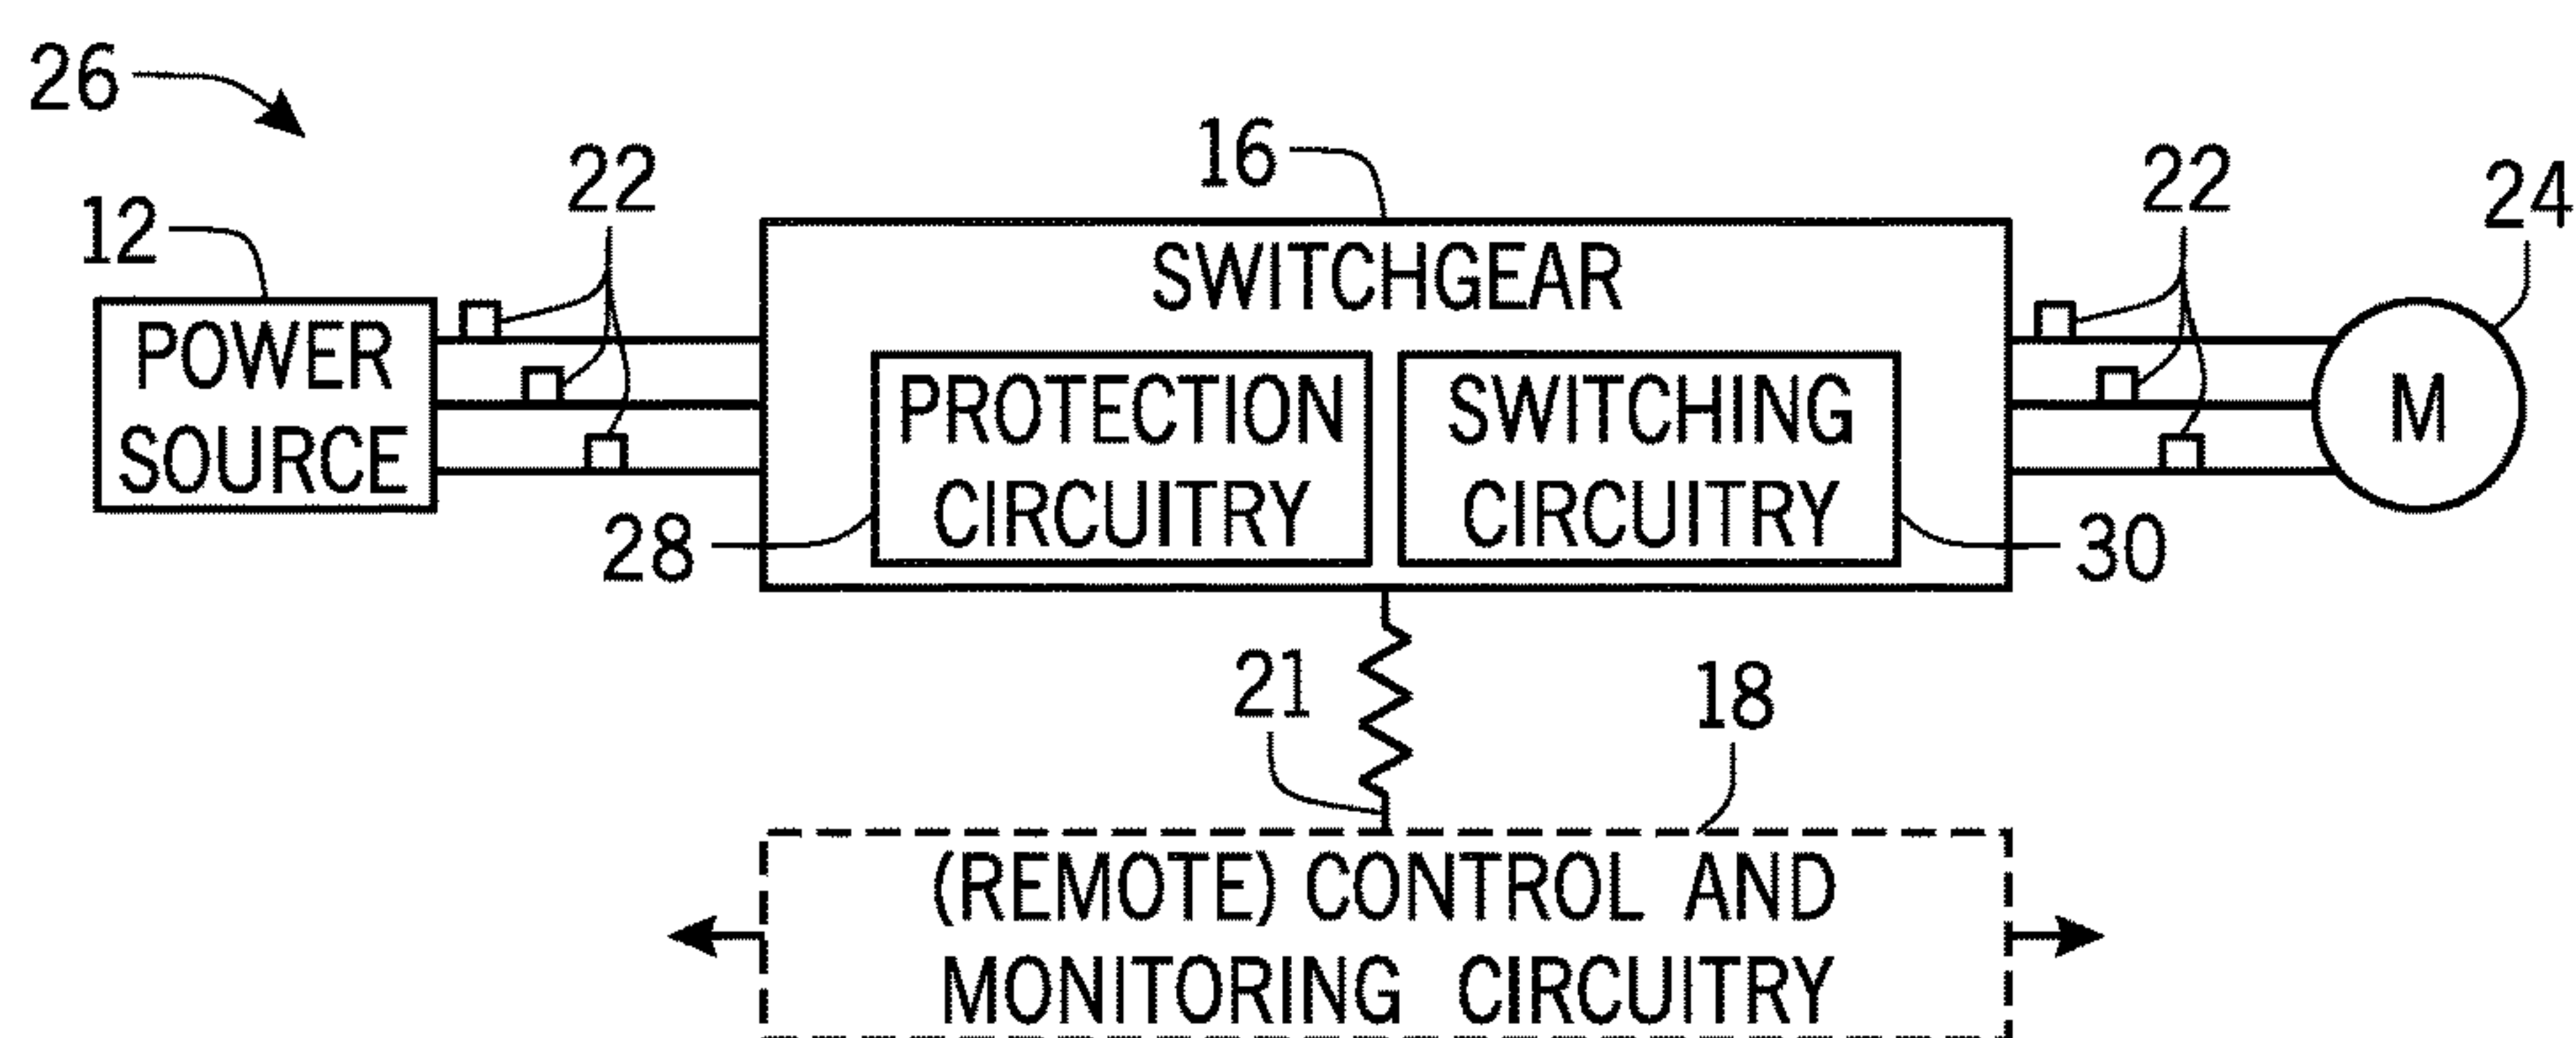 26
12
22
16
22
24
POWER
SOURCE
SWITCHGEAR
PROTECTION
CIRCUITRY
SWITCHING
CIRCUITRY
M
28
30
21
18
(REMOTE) CONTROL AND
MONITORING CIRCUITRY